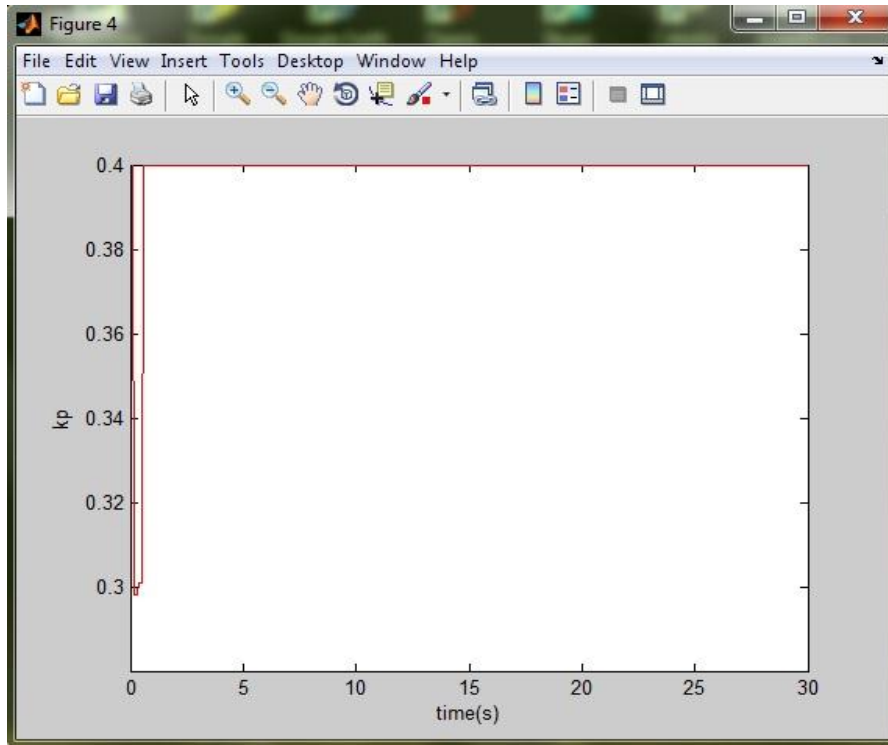 Figure 4
File Edit View Insert Tools Desktop Window Help
0.4
0.38
0.36
0.34
0.32
0.3
kp
0 5 10 15 20 25 30
time(s)